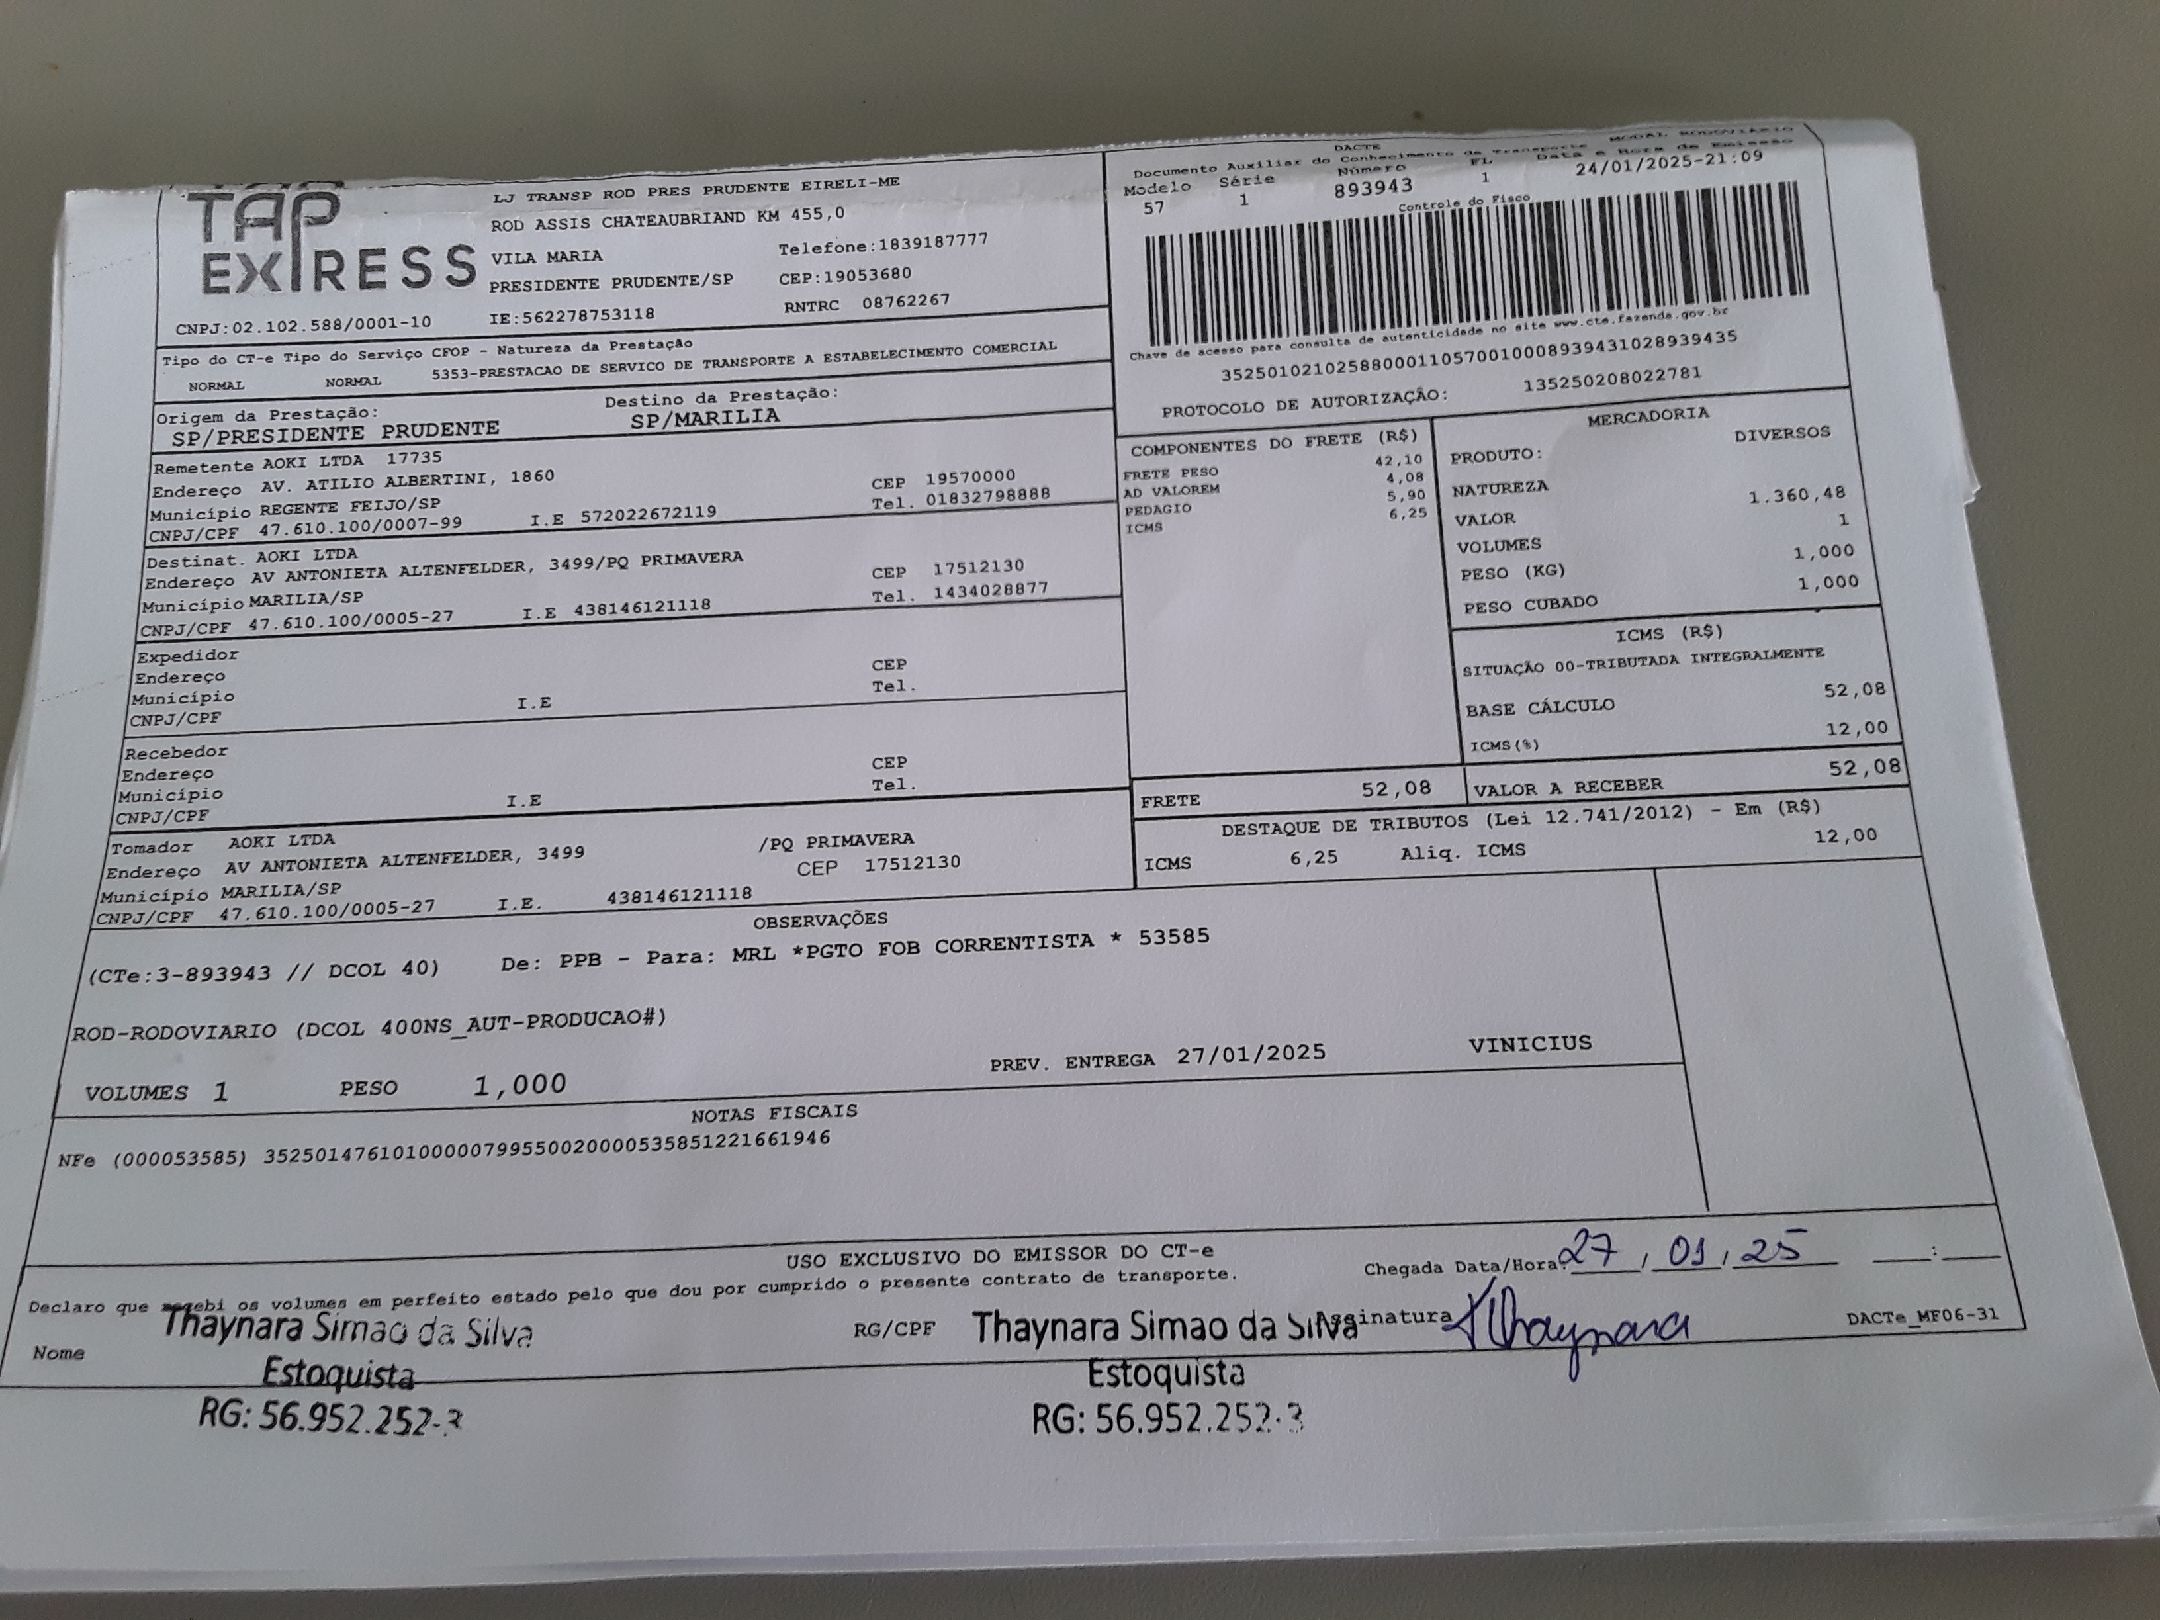 TAP
EXPRESS
LJ TRANSP ROD PRES PRUDENTE EIRELI-ME
ROD ASSIS CHATEAUBRIAND KM 455,0
VILA MARIA Telefone:1839187777
PRESIDENTE PRUDENTE/SP CEP:19053680
CNPJ:02.102.588/0001-10 IE:562278753118 RNTRC 08762267
DACTE
Documento Auxiliar do Conhecimento de Transporte MODAL RODOVIÁRIO
Modelo Série Número FL Data e Hora de Emissão
57 1 893943 1 24/01/2025-21:09
Controle do Fisco
Chave de acesso para consulta de autenticidade no site www.cte.fazenda.gov.br
35250102102588000110570010008939431028939435
PROTOCOLO DE AUTORIZAÇÃO: 135250208022781
Tipo do CT-e Tipo do Serviço CFOP - Natureza da Prestação
NORMAL NORMAL 5353-PRESTACAO DE SERVICO DE TRANSPORTE A ESTABELECIMENTO COMERCIAL
Origem da Prestação: Destino da Prestação:
SP/PRESIDENTE PRUDENTE SP/MARILIA
Remetente AOKI LTDA 17735
Endereço AV. ATILIO ALBERTINI, 1860 CEP 19570000
Município REGENTE FEIJO/SP Tel. 01832798888
CNPJ/CPF 47.610.100/0007-99 I.E 572022672119
Destinat. AOKI LTDA
Endereço AV ANTONIETA ALTENFELDER, 3499/PQ PRIMAVERA CEP 17512130
Município MARILIA/SP Tel. 1434028877
CNPJ/CPF 47.610.100/0005-27 I.E 438146121118
Expedidor
Endereço CEP
Município Tel.
CNPJ/CPF I.E
Recebedor
Endereço CEP
Município Tel.
CNPJ/CPF I.E
Tomador AOKI LTDA
Endereço AV ANTONIETA ALTENFELDER, 3499 /PQ PRIMAVERA
Município MARILIA/SP CEP 17512130
CNPJ/CPF 47.610.100/0005-27 I.E. 438146121118
COMPONENTES DO FRETE (R$)
FRETE PESO 42,10
AD VALOREM 4,08
PEDAGIO 5,90
ICMS 6,25
MERCADORIA
PRODUTO: DIVERSOS
NATUREZA
VALOR 1.360,48
VOLUMES 1
PESO (KG) 1,000
PESO CUBADO 1,000
ICMS (R$)
SITUAÇÃO 00-TRIBUTADA INTEGRALMENTE
BASE CÁLCULO 52,08
ICMS(%) 12,00
FRETE 52,08 VALOR A RECEBER 52,08
DESTAQUE DE TRIBUTOS (Lei 12.741/2012) - Em (R$)
ICMS 6,25 Aliq. ICMS 12,00
OBSERVAÇÕES
(CTe:3-893943 // DCOL 40) De: PPB - Para: MRL *PGTO FOB CORRENTISTA * 53585
ROD-RODOVIARIO (DCOL 400NS_AUT-PRODUCAO#)
VOLUMES 1 PESO 1,000 PREV. ENTREGA 27/01/2025 VINICIUS
NOTAS FISCAIS
NFe (000053585) 35250147610100000799550020000535851221661946
USO EXCLUSIVO DO EMISSOR DO CT-e
Declaro que recebi os volumes em perfeito estado pelo que dou por cumprido o presente contrato de transporte. Chegada Data/Hora: 27/01/25 __:__
Nome Thaynara Simao da Silva RG/CPF Thaynara Simao da Silva Assinatura Thaynara DACTe_MF06-31
Estoquista Estoquista
RG: 56.952.252-3 RG: 56.952.252-3